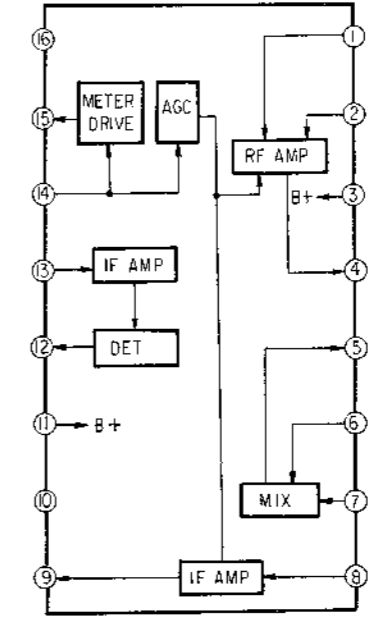 16
1
METER
DRIVE
AGC
15
2
RF AMP
14
B+
3
13
IF AMP
4
12
DET
5
11
B+
6
10
MIX
7
9
IF AMP
8